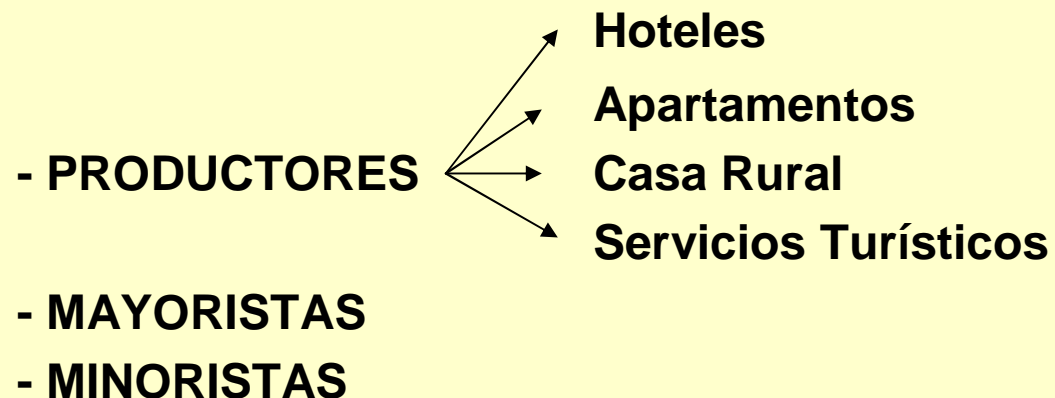 Hoteles
Apartamentos
- PRODUCTORES
Casa Rural
Servicios Turísticos
- MAYORISTAS
- MINORISTAS